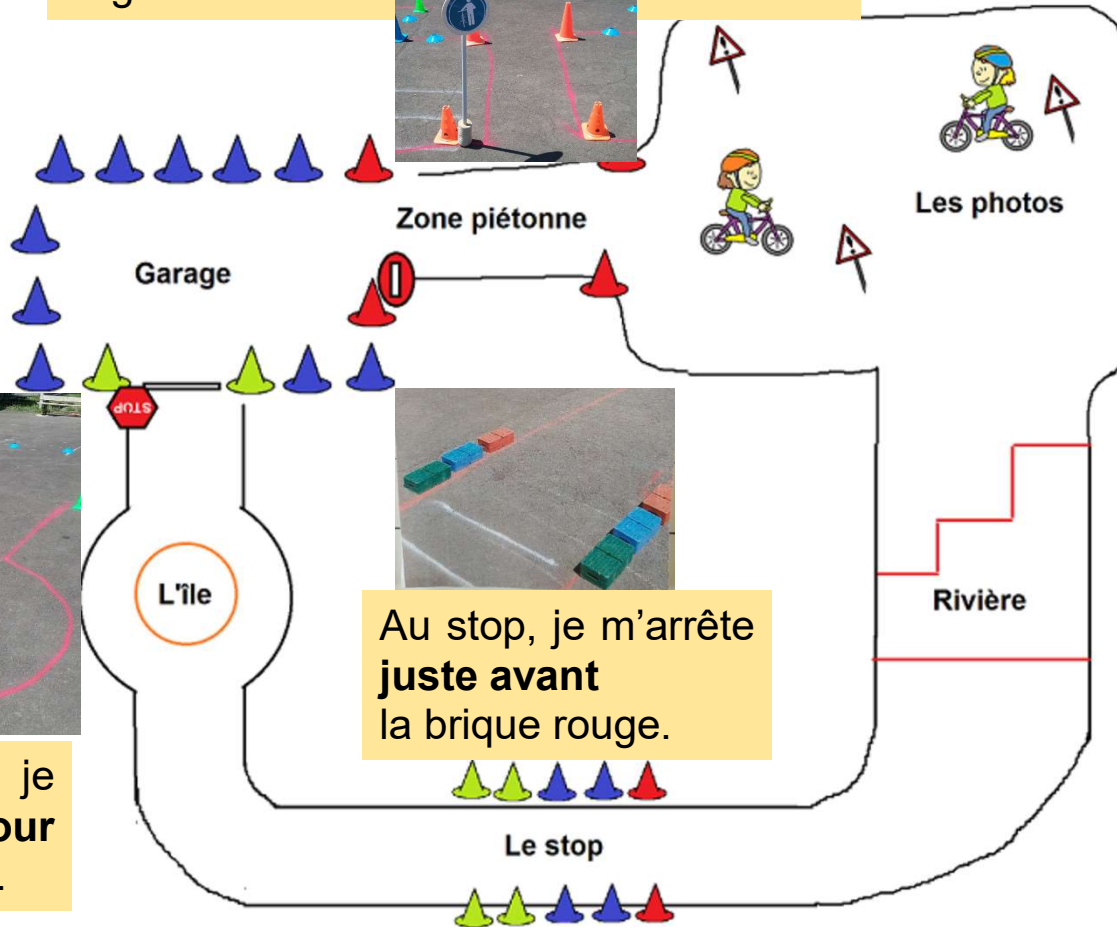 Zone piétonne
Les photos
Garage
STOP
L'île
Rivière
Au stop, je m'arrête
juste avant
la brique rouge.
je
Le stop